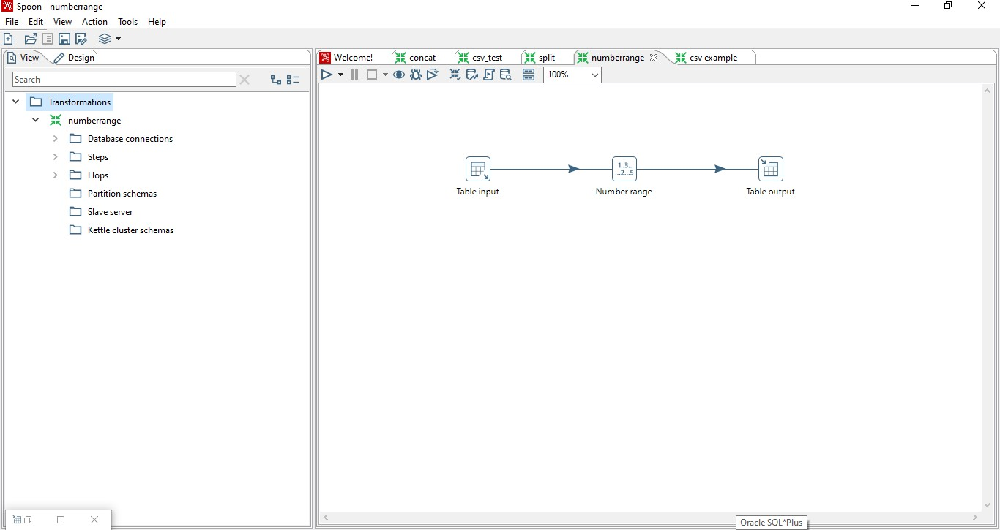 Spoon - numberrange
File Edit View Action Tools Help
View Design
Welcome! concat csv_test split numberrange csv example
Search
100%
Transformations
numberrange
Database connections
Steps
Hops
Partition schemas
Slave server
Kettle cluster schemas
1..3...
...2...5
Table input Number range Table output
Oracle SQL*Plus